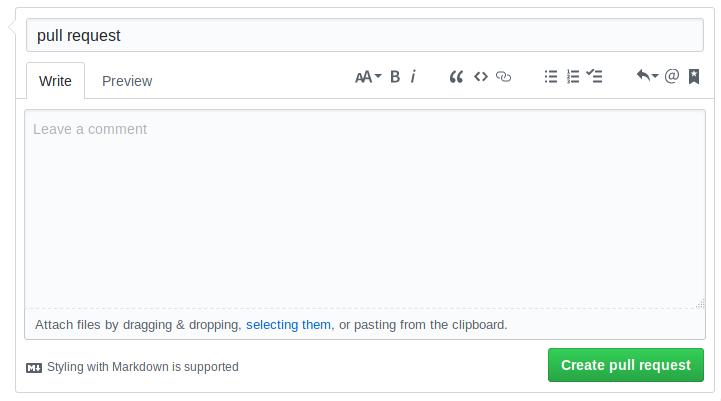 pull request
Write Preview AA B i @
Leave a comment
Attach files by dragging & dropping, selecting them, or pasting from the clipboard.
M Styling with Markdown is supported
Create pull request